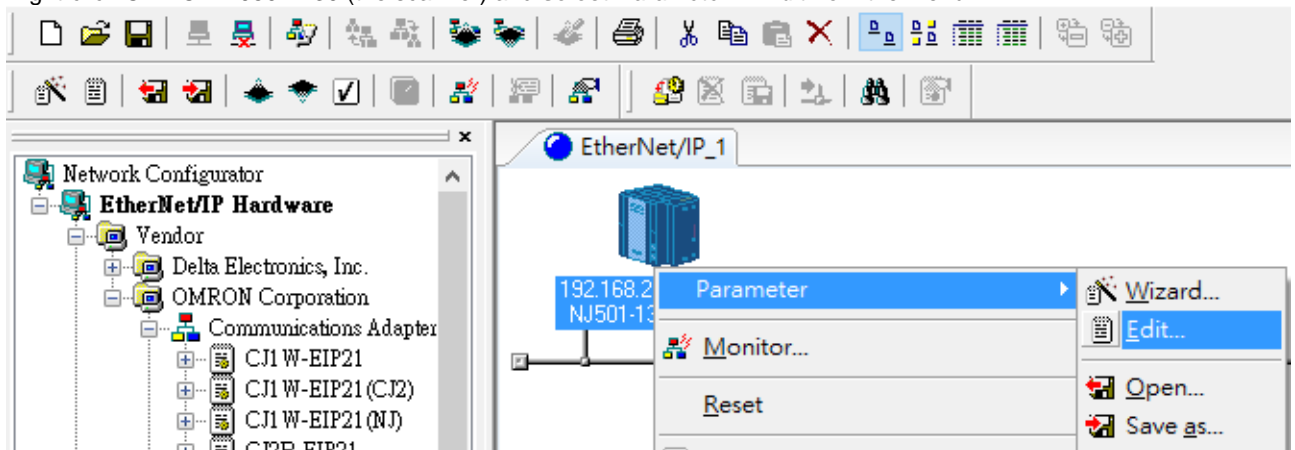 EtherNet/IP_1
Network Configurator
EtherNet/IP Hardware
Vendor
Delta Electronics, Inc.
OMRON Corporation
Communications Adapter
CJ1W-EIP21
CJ1W-EIP21(CJ2)
CJ1W-EIP21(NJ)
192.168.2
NJ501-13
Parameter
Monitor...
Reset
Wizard...
Edit...
Open...
Save as...